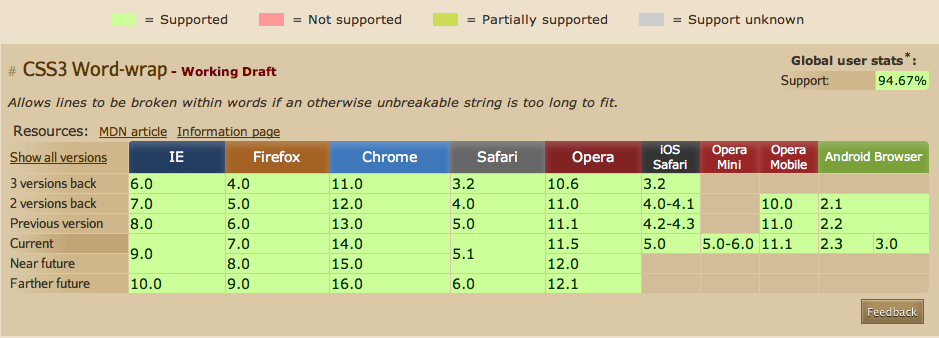 = Supported = Not supported = Partially supported = Support unknown
# CSS3 Word-wrap - Working Draft
Global user stats*:
Support: 94.67%
Allows lines to be broken within words if an otherwise unbreakable string is too long to fit.
Resources: MDN article Information page
Show all versions IE Firefox Chrome Safari Opera iOS Safari Opera Mini Opera Mobile Android Browser
3 versions back 6.0 4.0 11.0 3.2 10.6 3.2
2 versions back 7.0 5.0 12.0 4.0 11.0 4.0-4.1 10.0 2.1
Previous version 8.0 6.0 13.0 5.0 11.1 4.2-4.3 11.0 2.2
Current 9.0 7.0 14.0 5.1 11.5 5.0 5.0-6.0 11.1 2.3 3.0
Near future 8.0 15.0 12.0
Farther future 10.0 9.0 16.0 6.0 12.1
Feedback